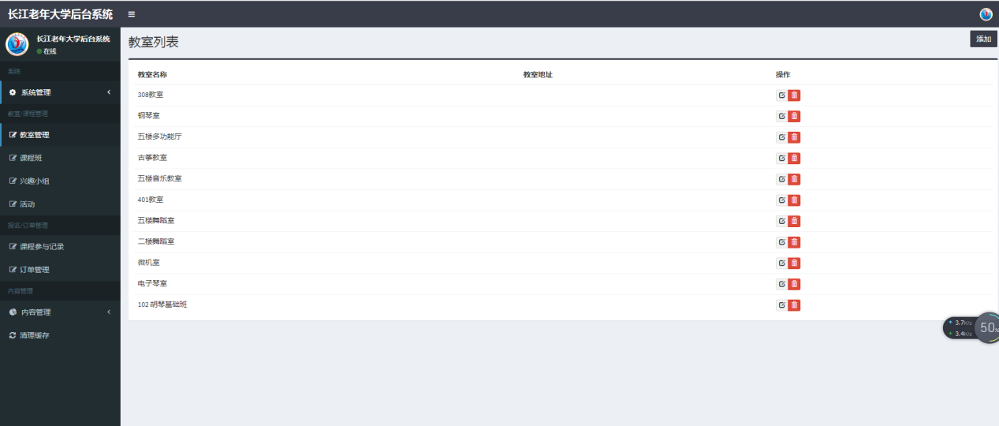 长江老年大学后台系统
长江老年大学后台系统
在线
系统
系统管理
教室/课程管理
教室管理
课程班
兴趣小组
活动
报名/订单管理
课程参与记录
订单管理
内容管理
内容管理
清理缓存
教室列表
添加
教室名称 教室地址 操作
308教室
钢琴室
五楼多功能厅
古筝教室
五楼音乐教室
401教室
五楼舞蹈室
二楼舞蹈室
微机室
电子琴室
102 胡琴基础班
3.7K/s
3.4K/s
50%